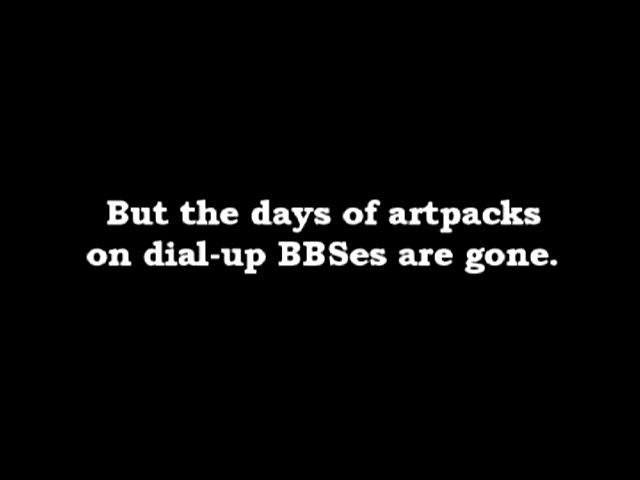 But the days of artpacks
on dial-up BBSes are gone.